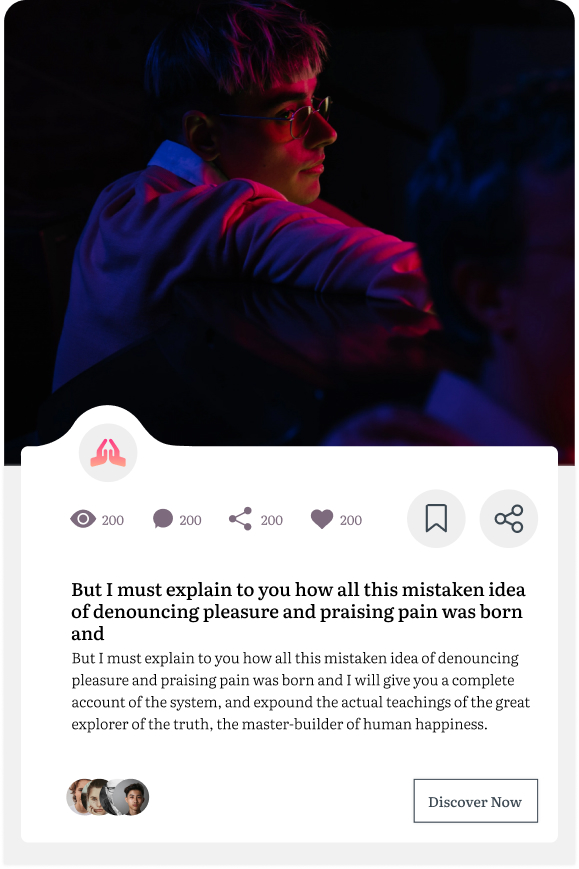 200 200 200 200
But I must explain to you how all this mistaken idea
of denouncing pleasure and praising pain was born
and
But I must explain to you how all this mistaken idea of denouncing
pleasure and praising pain was born and I will give you a complete
account of the system, and expound the actual teachings of the great
explorer of the truth, the master-builder of human happiness.
Discover Now